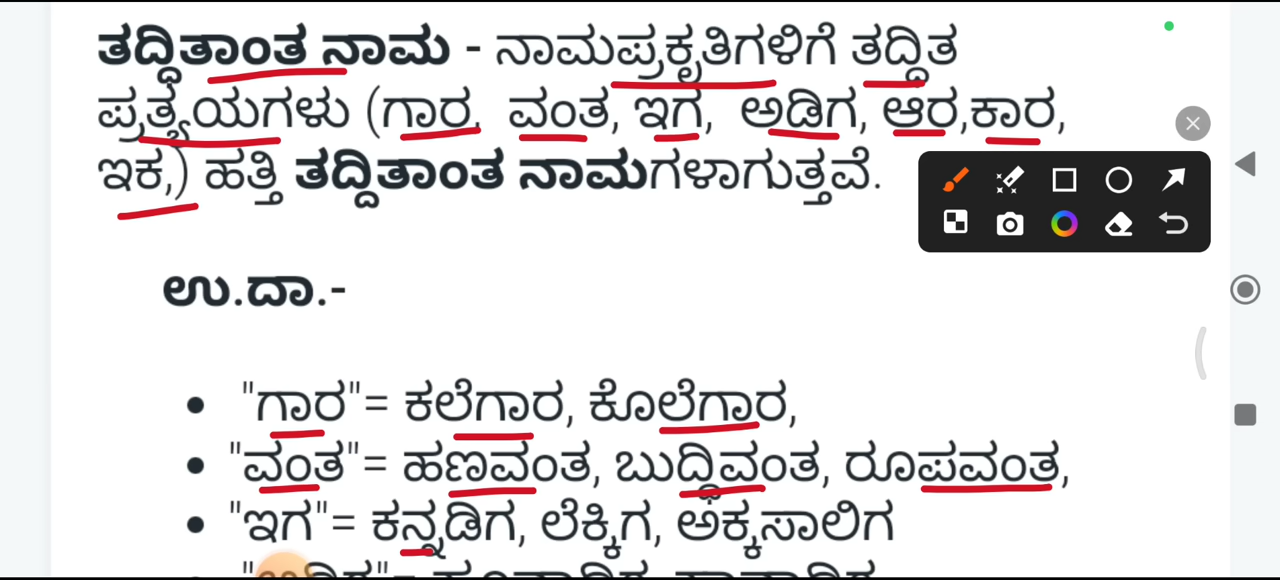 ತದ್ಧಿತಾಂತ ನಾಮ - ನಾಮಪ್ರಕೃತಿಗಳಿಗೆ ತದ್ಧಿತ
ಪ್ರತ್ಯಯಗಳು (ಗಾರ, ವಂತ, ಇಗ, ಅಡಿಗ, ಆರ,ಕಾರ,
ಇಕ,) ಹತ್ತಿ ತದ್ಧಿತಾಂತ ನಾಮಗಳಾಗುತ್ತವೆ.
ಉ.ದಾ.-
"ಗಾರ"= ಕಲೆಗಾರ, ಕೊಲೆಗಾರ,
"ವಂತ"= ಹಣವಂತ, ಬುದ್ಧಿವಂತ, ರೂಪವಂತ,
"ಇಗ"= ಕನ್ನಡಿಗ, ಲೆಕ್ಕಿಗ, ಅಕ್ಕಸಾಲಿಗ